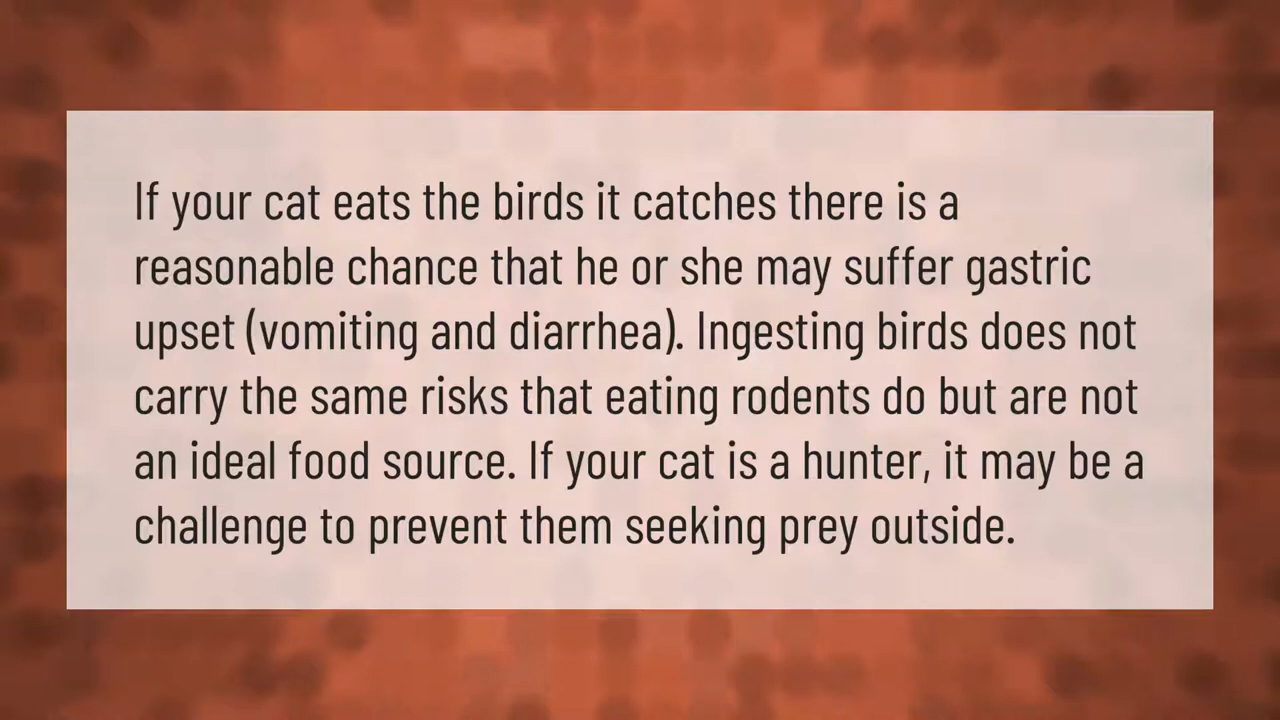 If your cat eats the birds it catches there is a
reasonable chance that he or she may suffer gastric
upset (vomiting and diarrhea). Ingesting birds does not
carry the same risks that eating rodents do but are not
an ideal food source. If your cat is a hunter, it may be a
challenge to prevent them seeking prey outside.